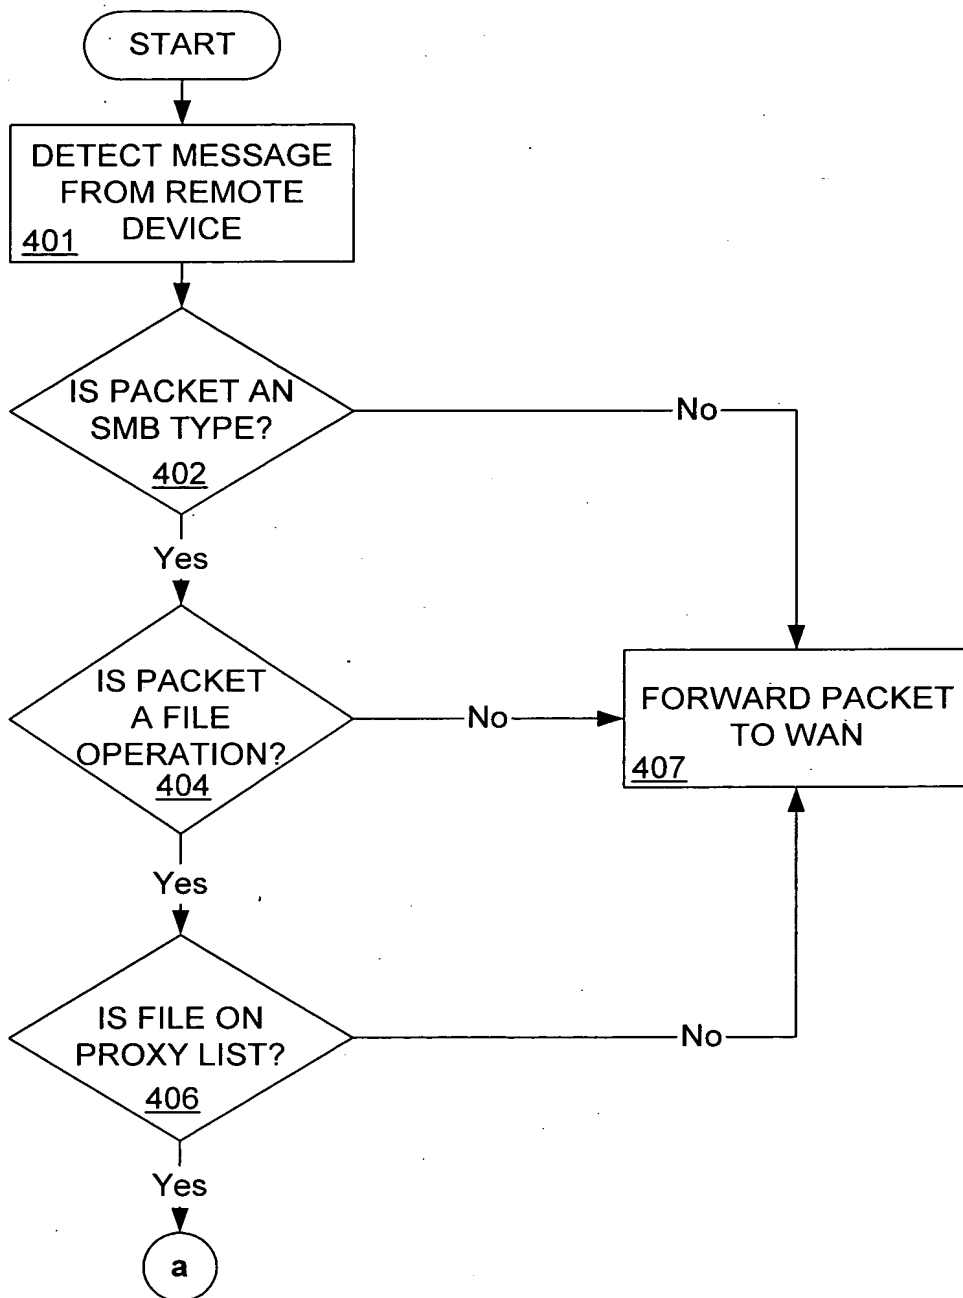 START
DETECT MESSAGE
FROM REMOTE
DEVICE
401
IS PACKET AN
SMB TYPE?
402
No
Yes
IS PACKET
A FILE
OPERATION?
404
No
FORWARD PACKET
TO WAN
407
Yes
IS FILE ON
PROXY LIST?
406
No
Yes
a